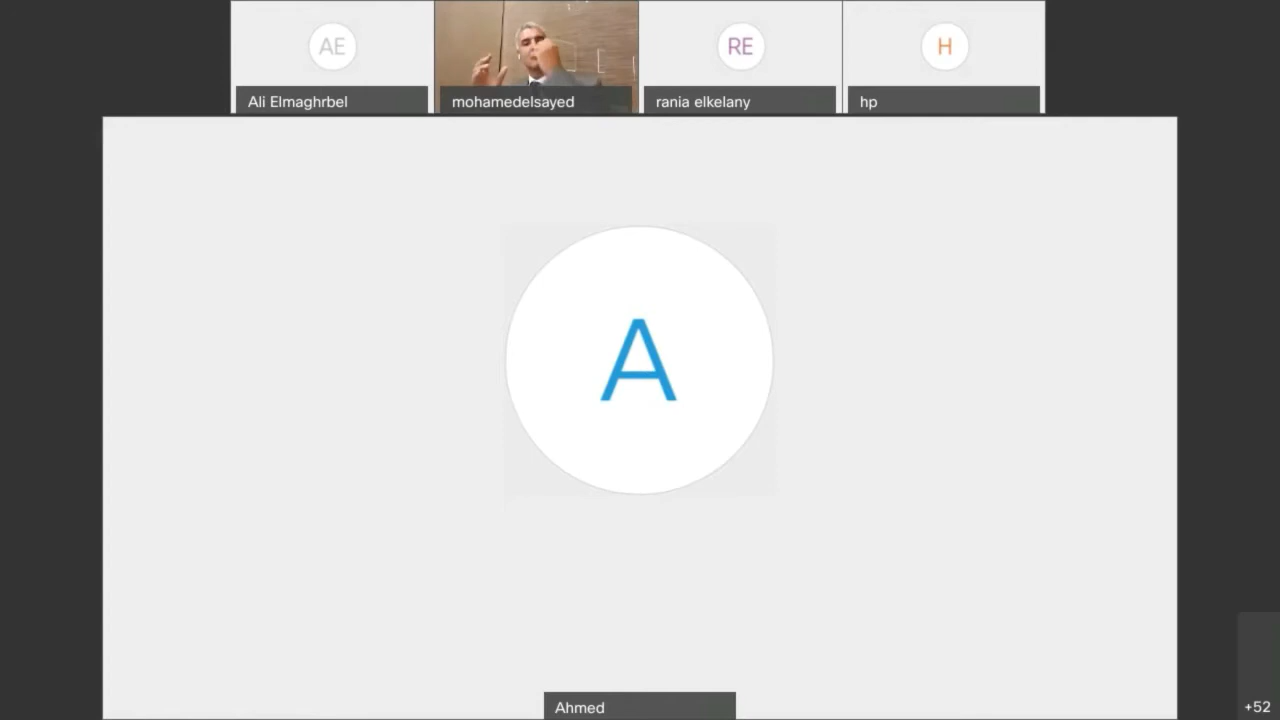 AE
RE
H
Ali Elmaghrbel
mohamedelsayed
rania elkelany
hp
A
Ahmed
+52